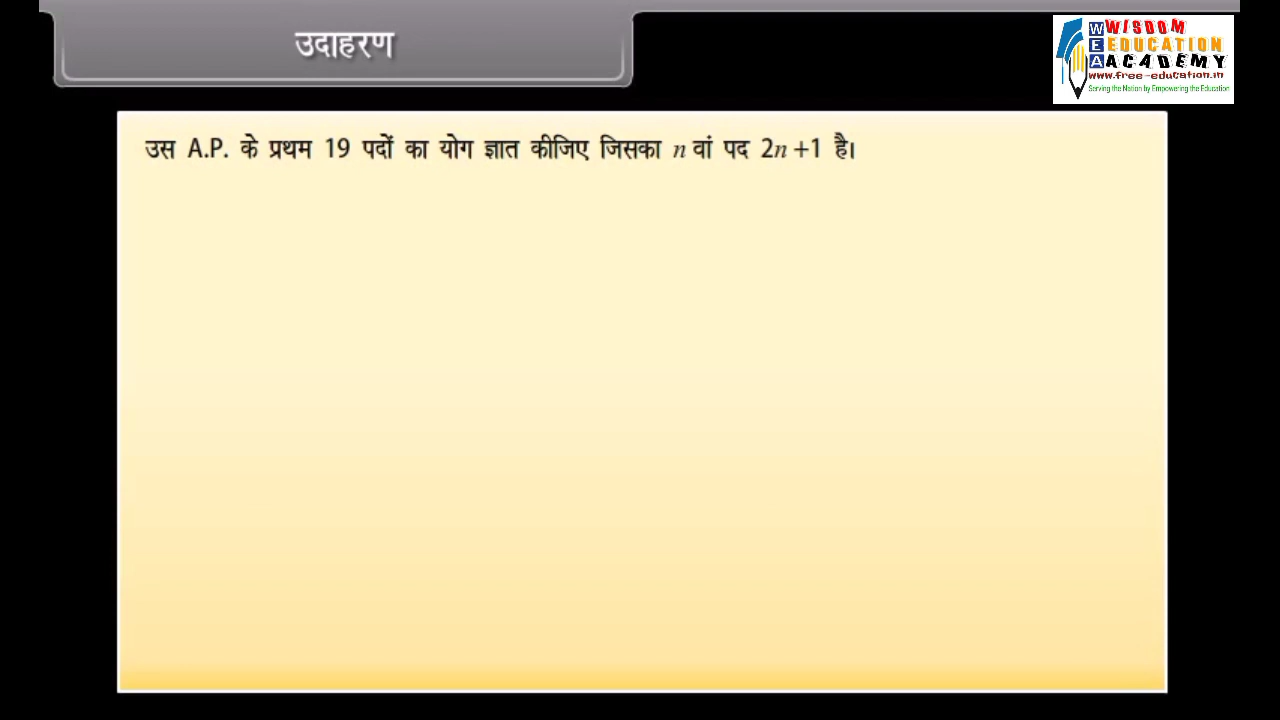 उदाहरण
WEA
WISDOM
EDUCATION
ACADEMY
www.free-education.in
Serving the Nation by Empowering the Education
उस A.P. के प्रथम 19 पदों का योग ज्ञात कीजिए जिसका n वां पद 2n +1 है।